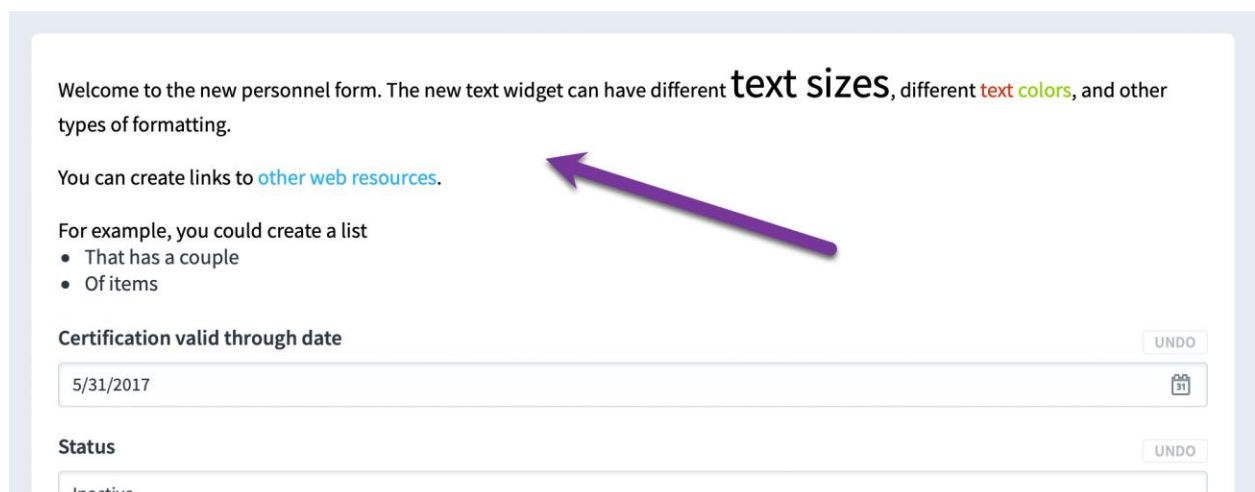 Welcome to the new personnel form. The new text widget can have different text sizes, different text colors, and other
types of formatting.
You can create links to other web resources.
For example, you could create a list
• That has a couple
• Of items
Certification valid through date
UNDO
5/31/2017
31
Status
UNDO
Inactive